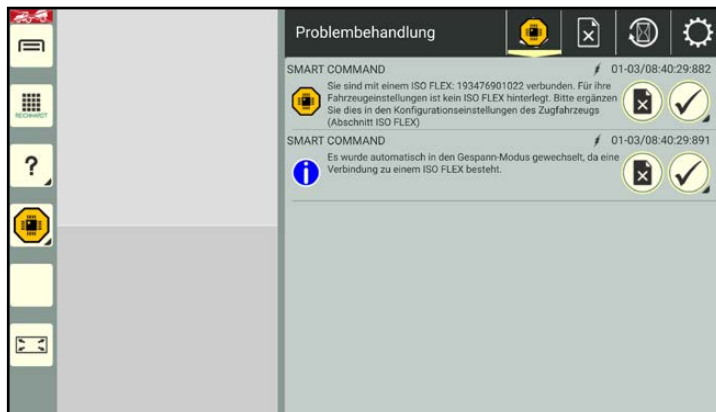 Problembehandlung
SMART COMMAND
01-03/08:40:29:882
Sie sind mit einem ISO FLEX: 193476901022 verbunden. Für ihre
Fahrzeugeinstellungen ist kein ISO FLEX hinterlegt. Bitte ergänzen
Sie dies in den Konfigurationseinstellungen des Zugfahrzeugs
(Abschnitt ISO FLEX)
SMART COMMAND
01-03/08:40:29:891
Es wurde automatisch in den Gespann-Modus gewechselt, da eine
Verbindung zu einem ISO FLEX besteht.
REICHHARDT
?